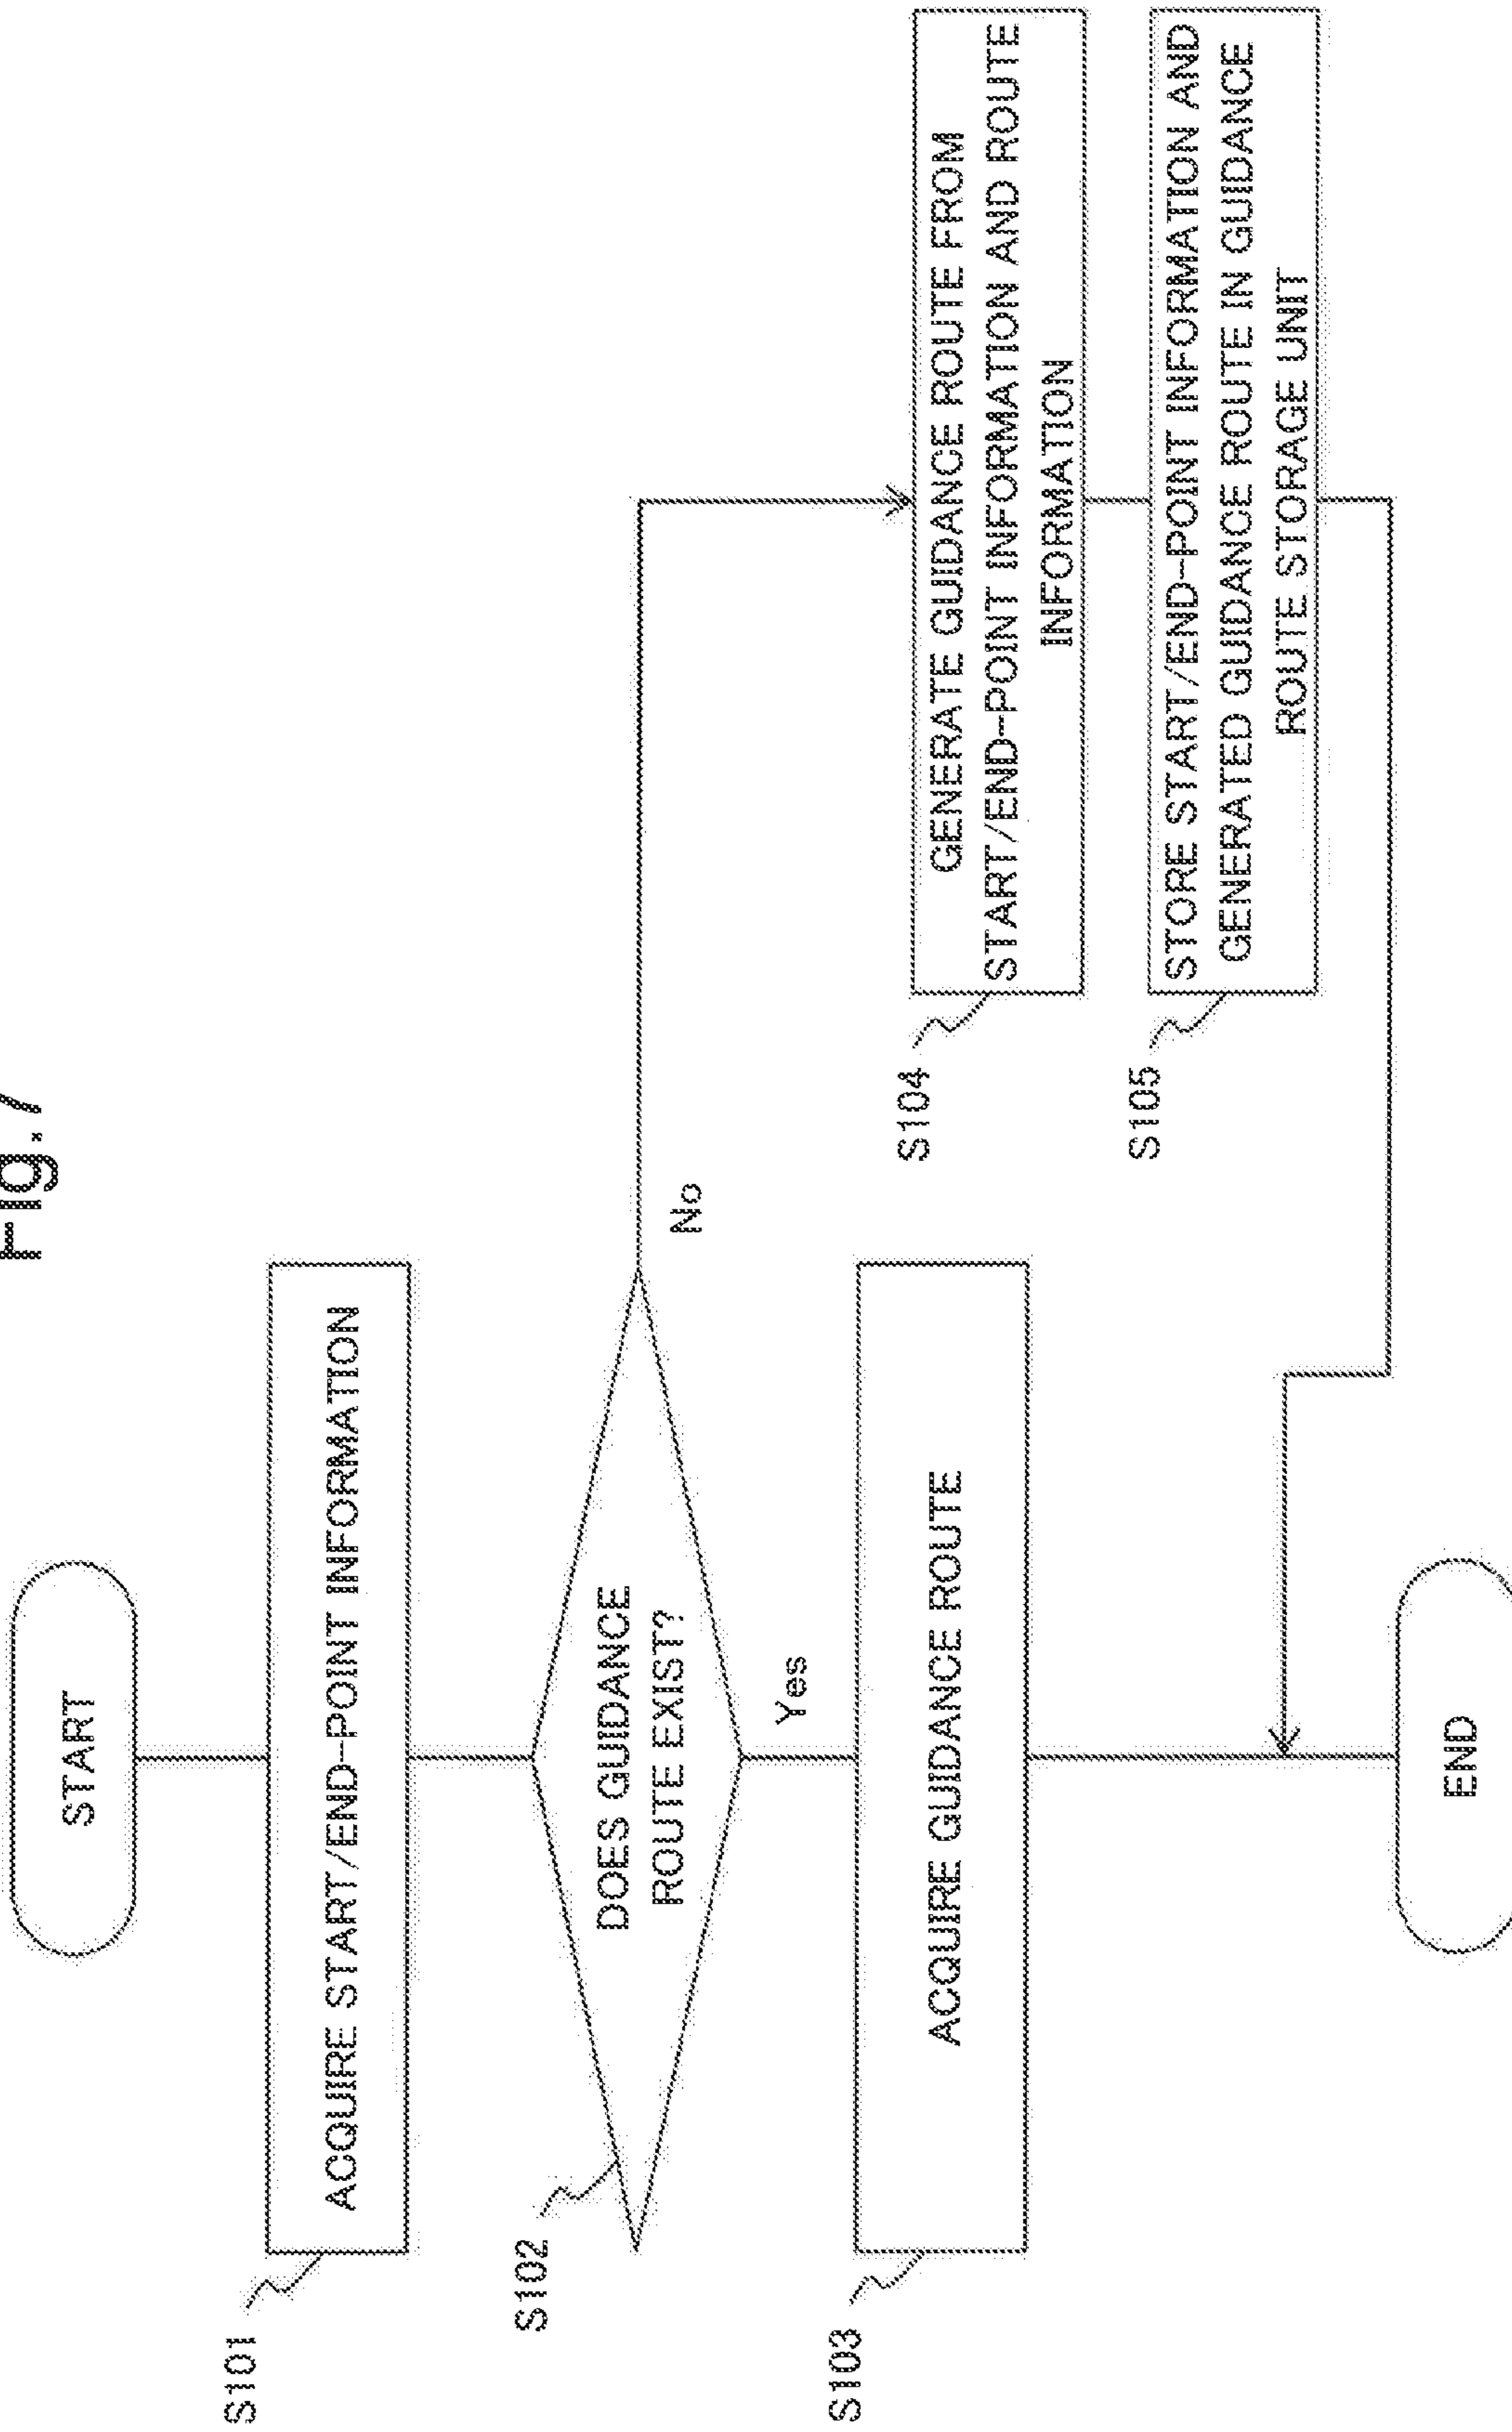 Fig.7
START
S101
ACQUIRE START/END-POINT INFORMATION
S102
DOES GUIDANCE
ROUTE EXIST?
No
Yes
S103
ACQUIRE GUIDANCE ROUTE
S104
GENERATE GUIDANCE ROUTE FROM
START/END-POINT INFORMATION AND ROUTE
INFORMATION
S105
STORE START/END-POINT INFORMATION AND
GENERATED GUIDANCE ROUTE IN GUIDANCE
ROUTE STORAGE UNIT
END